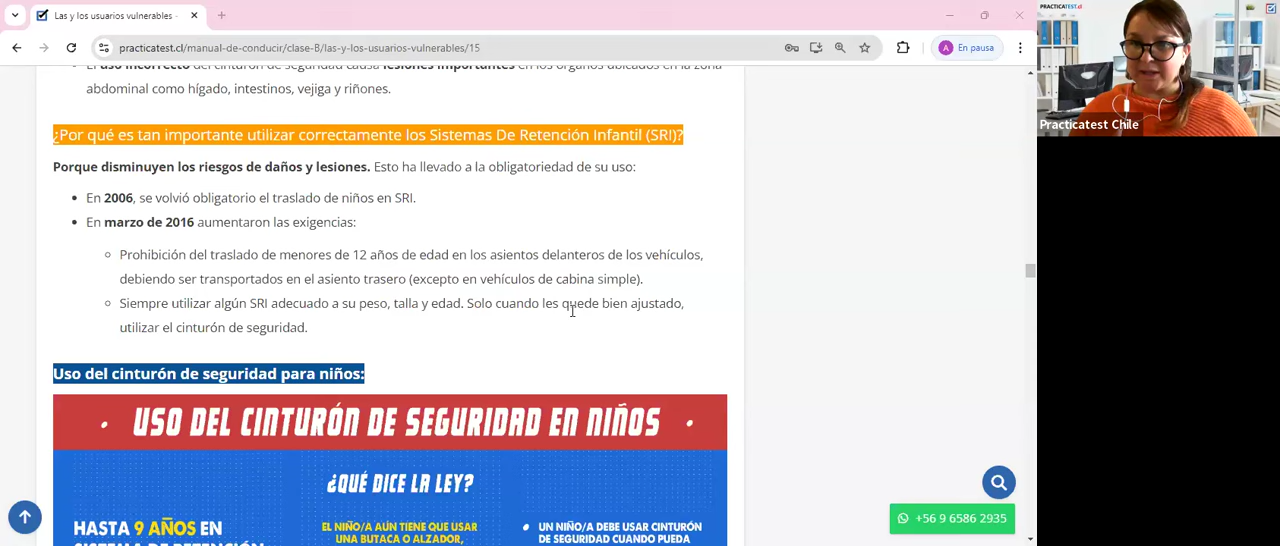 Las y los usuarios vulnerables -
practicatest.cl/manual-de-conducir/clase-B/las-y-los-usuarios-vulnerables/15
A En pausa
PRACTICATEST.cl
Practicatest Chile
El uso incorrecto del cinturón de seguridad causa lesiones importantes en los órganos ubicados en la zona
abdominal como hígado, intestinos, vejiga y riñones.
¿Por qué es tan importante utilizar correctamente los Sistemas De Retención Infantil (SRI)?
Porque disminuyen los riesgos de daños y lesiones. Esto ha llevado a la obligatoriedad de su uso:
En 2006, se volvió obligatorio el traslado de niños en SRI.
En marzo de 2016 aumentaron las exigencias:
Prohibición del traslado de menores de 12 años de edad en los asientos delanteros de los vehículos,
debiendo ser transportados en el asiento trasero (excepto en vehículos de cabina simple).
Siempre utilizar algún SRI adecuado a su peso, talla y edad. Solo cuando les quede bien ajustado,
utilizar el cinturón de seguridad.
Uso del cinturón de seguridad para niños:
• USO DEL CINTURÓN DE SEGURIDAD EN NIÑOS •
¿QUÉ DICE LA LEY?
HASTA 9 AÑOS EN
SISTEMA DE RETENCIÓN
EL NIÑO/A AÚN TIENE QUE USAR
UNA BUTACA O ALZADOR,
• UN NIÑO/A DEBE USAR CINTURÓN
DE SEGURIDAD CUANDO PUEDA
+56 9 6586 2935